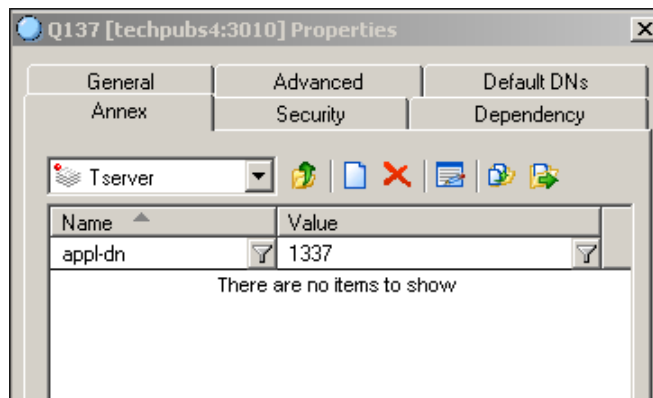 Q137 [techpubs4:3010] Properties
General Advanced Default DNs
Annex Security Dependency
Tserver
Name Value
appl-dn 1337
There are no items to show